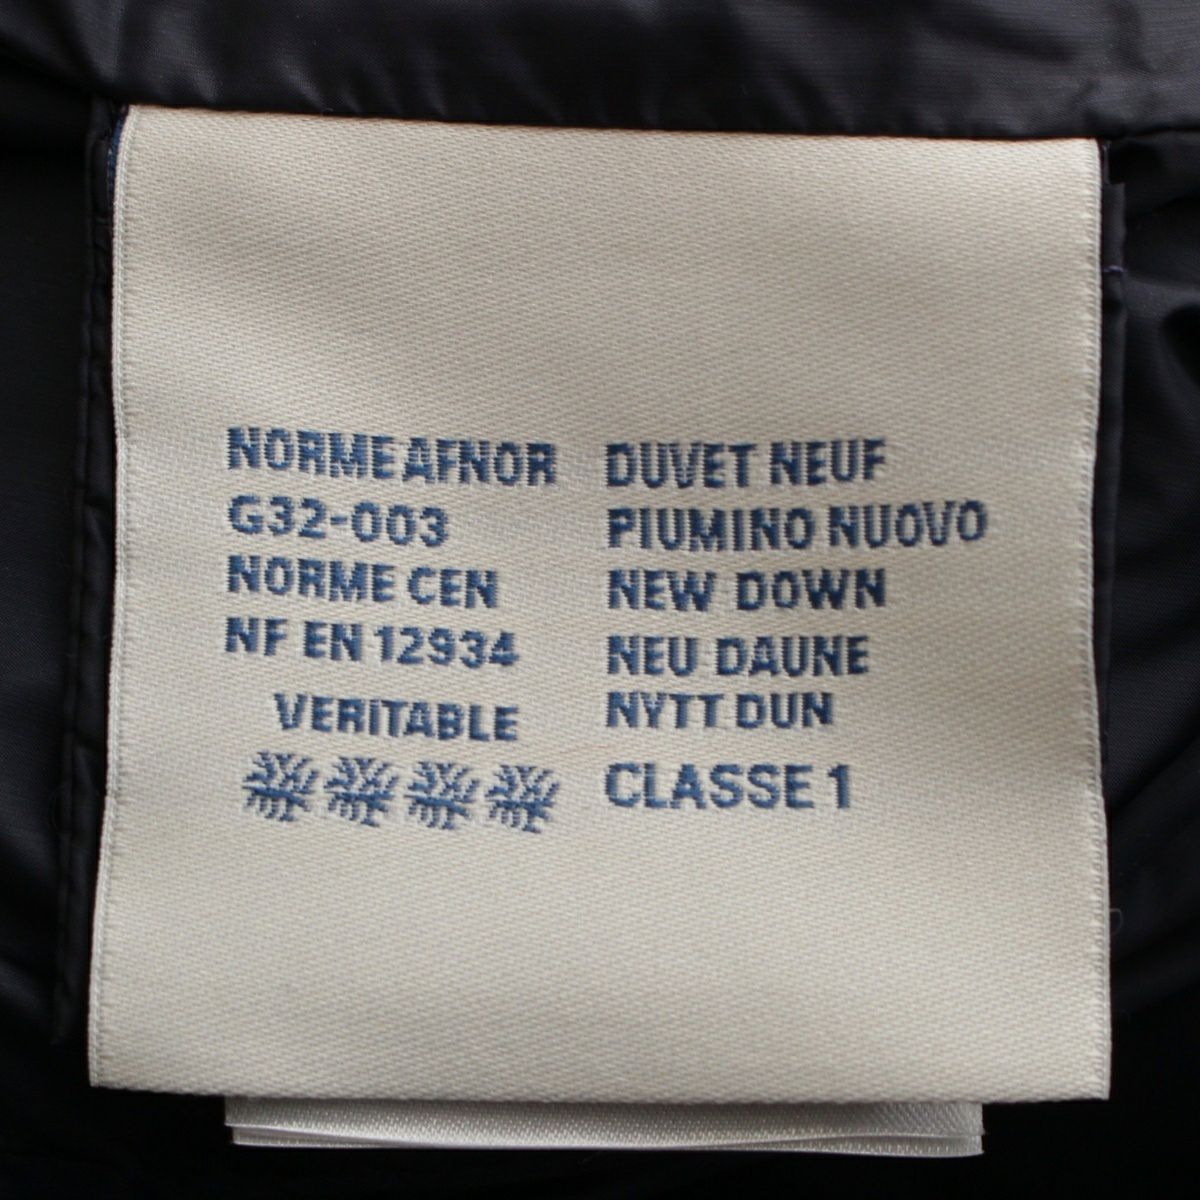 NORME AFNOR
G32-003
NORME CEN
NF EN 12934
VERITABLE
DUVET NEUF
PIUMINO NUOVO
NEW DOWN
NEU DAUNE
NYTT DUN
CLASSE 1